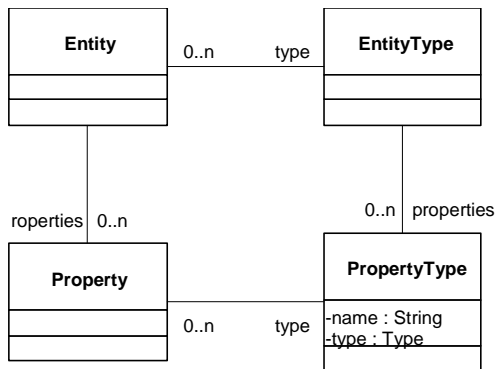 Entity
0..n type
EntityType
roperties 0..n
0..n properties
Property
0..n type
PropertyType
-name : String
-type : Type